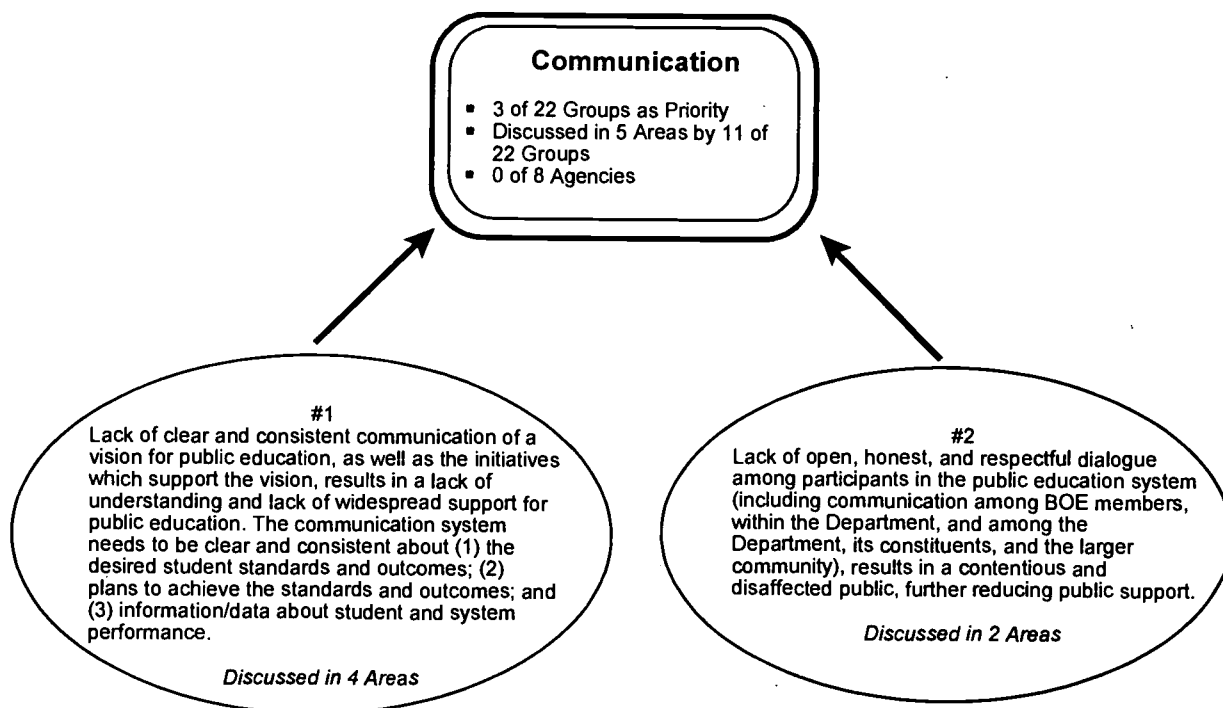 Communication
▪ 3 of 22 Groups as Priority
▪ Discussed in 5 Areas by 11 of
22 Groups
▪ 0 of 8 Agencies
#1
Lack of clear and consistent communication of a
vision for public education, as well as the initiatives
which support the vision, results in a lack of
understanding and lack of widespread support for
public education. The communication system
needs to be clear and consistent about (1) the
desired student standards and outcomes; (2)
plans to achieve the standards and outcomes; and
(3) information/data about student and system
performance.
Discussed in 4 Areas
#2
Lack of open, honest, and respectful dialogue
among participants in the public education system
(including communication among BOE members,
within the Department, and among the
Department, its constituents, and the larger
community), results in a contentious and
disaffected public, further reducing public support.
Discussed in 2 Areas